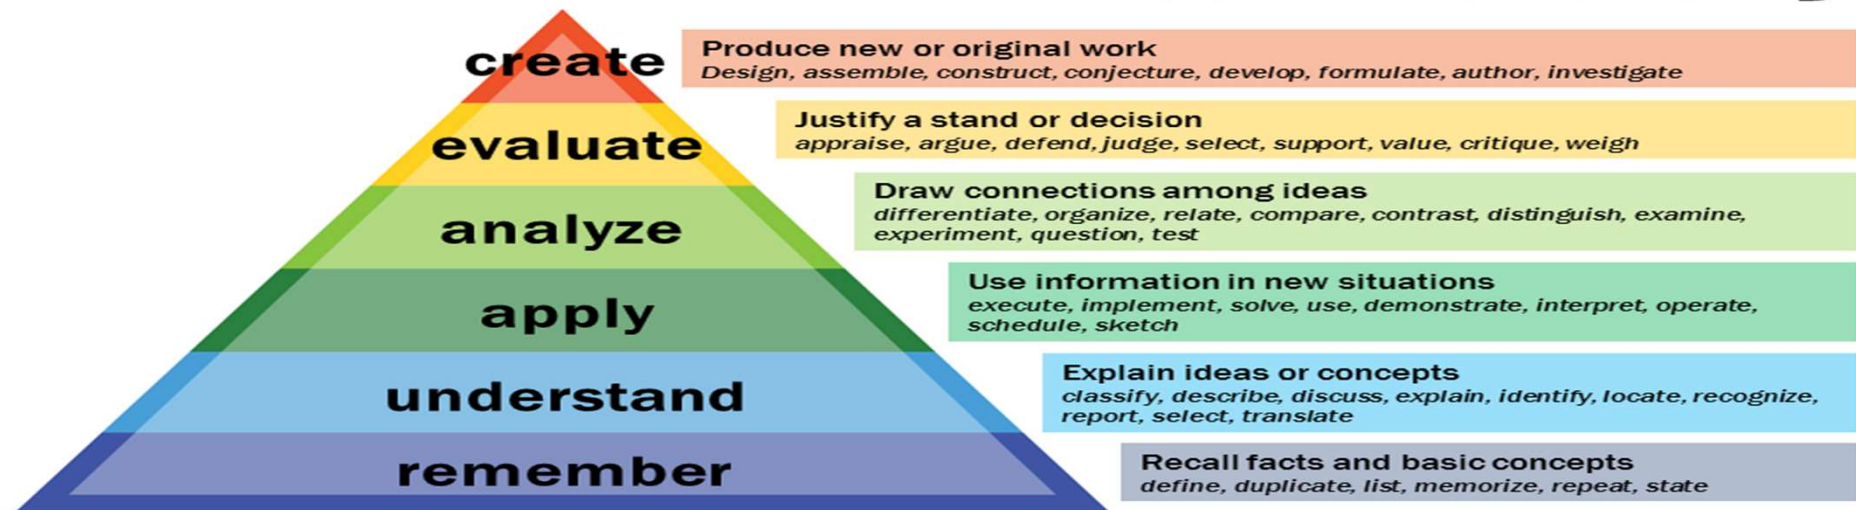 create
Produce new or original work
Design, assemble, construct, conjecture, develop, formulate, author, investigate
evaluate
Justify a stand or decision
appraise, argue, defend, judge, select, support, value, critique, weigh
analyze
Draw connections among ideas
differentiate, organize, relate, compare, contrast, distinguish, examine,
experiment, question, test
apply
Use information in new situations
execute, implement, solve, use, demonstrate, interpret, operate,
schedule, sketch
understand
Explain ideas or concepts
classify, describe, discuss, explain, identify, locate, recognize,
report, select, translate
remember
Recall facts and basic concepts
define, duplicate, list, memorize, repeat, state